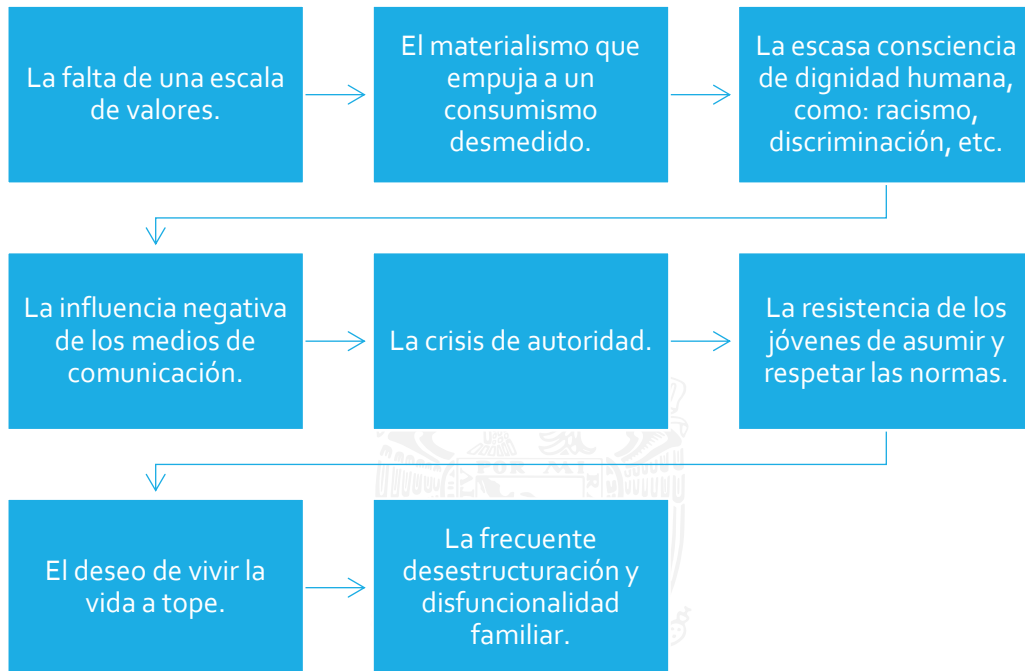 La falta de una escala
de valores.
El materialismo que
empuja a un
consumismo
desmedido.
La escasa consciencia
de dignidad humana,
como: racismo,
discriminación, etc.
La influencia negativa
de los medios de
comunicación.
La crisis de autoridad.
La resistencia de los
jóvenes de asumir y
respetar las normas.
POR MI R
El deseo de vivir la
vida a tope.
La frecuente
desestructuración y
disfuncionalidad
familiar.